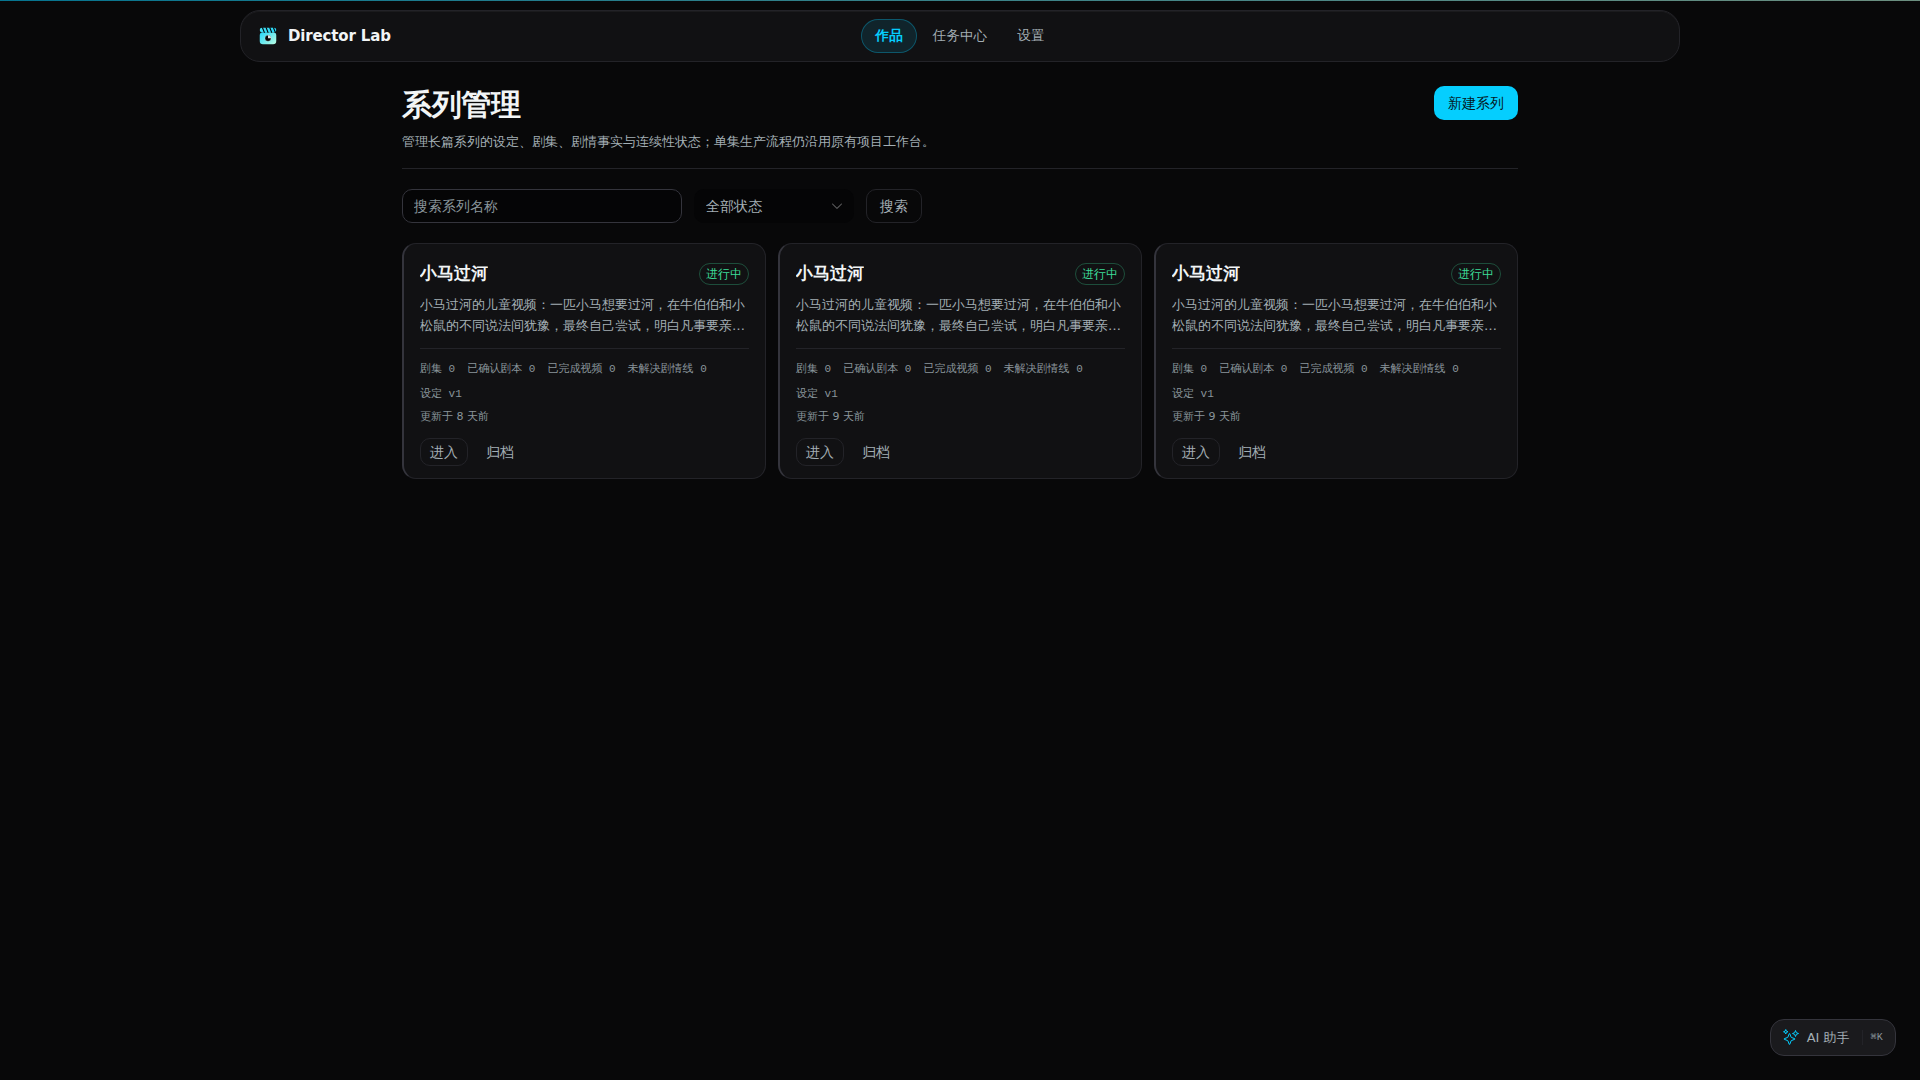 Director Lab
作品 任务中心 设置
系列管理
新建系列
管理长篇系列的设定、剧集、剧情事实与连续性状态；单集生产流程仍沿用原有项目工作台。
搜索系列名称 全部状态 搜索
小马过河 进行中
小马过河的儿童视频：一匹小马想要过河，在牛伯伯和小
松鼠的不同说法间犹豫，最终自己尝试，明白凡事要亲…
剧集 0 已确认剧本 0 已完成视频 0 未解决剧情线 0
设定 v1
更新于 8 天前
进入 归档
小马过河 进行中
小马过河的儿童视频：一匹小马想要过河，在牛伯伯和小
松鼠的不同说法间犹豫，最终自己尝试，明白凡事要亲…
剧集 0 已确认剧本 0 已完成视频 0 未解决剧情线 0
设定 v1
更新于 9 天前
进入 归档
小马过河 进行中
小马过河的儿童视频：一匹小马想要过河，在牛伯伯和小
松鼠的不同说法间犹豫，最终自己尝试，明白凡事要亲…
剧集 0 已确认剧本 0 已完成视频 0 未解决剧情线 0
设定 v1
更新于 9 天前
进入 归档
AI 助手 ⌘K